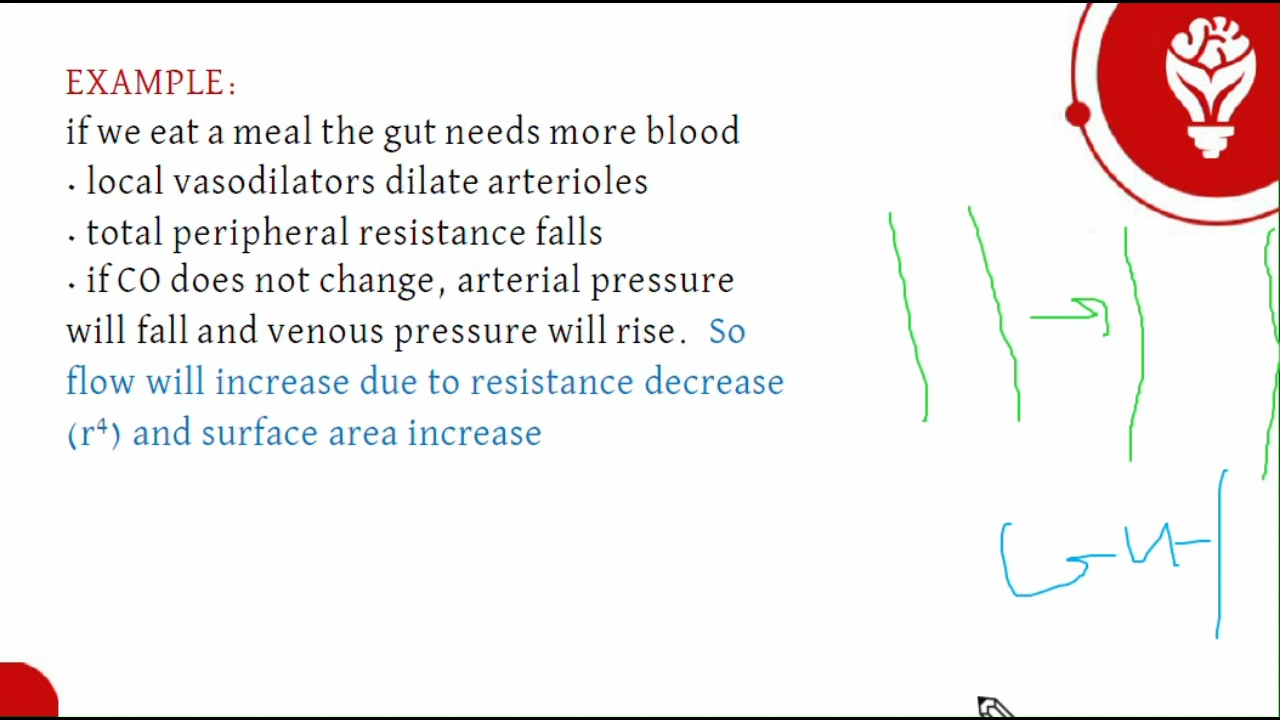 EXAMPLE:
if we eat a meal the gut needs more blood
· local vasodilators dilate arterioles
· total peripheral resistance falls
· if CO does not change, arterial pressure
will fall and venous pressure will rise. So
flow will increase due to resistance decrease
(r⁴) and surface area increase